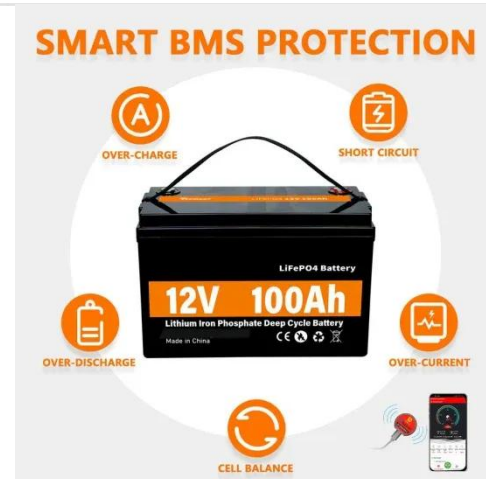 SMART BMS PROTECTION
OVER-CHARGE
SHORT CIRCUIT
LiFePO4 Battery
12V 100Ah
Lithium Iron Phosphate Deep Cycle Battery
Made in China
OVER-DISCHARGE
OVER-CURRENT
CELL BALANCE